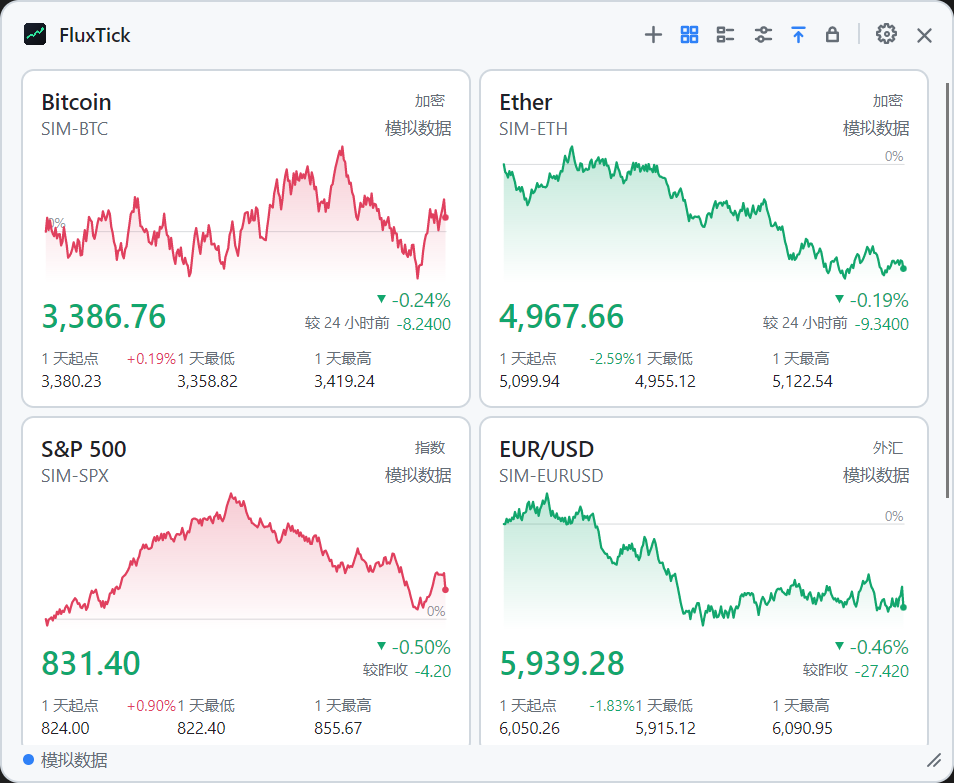 FluxTick
Bitcoin 加密
SIM-BTC 模拟数据
0%
▼ -0.24%
3,386.76
较 24 小时前 -8.2400
1 天起点 +0.19% 1 天最低 1 天最高
3,380.23 3,358.82 3,419.24
Ether 加密
SIM-ETH 模拟数据
0%
▼ -0.19%
4,967.66
较 24 小时前 -9.3400
1 天起点 -2.59% 1 天最低 1 天最高
5,099.94 4,955.12 5,122.54
S&P 500 指数
SIM-SPX 模拟数据
0%
▼ -0.50%
831.40
较昨收 -4.20
1 天起点 +0.90% 1 天最低 1 天最高
824.00 822.40 855.67
EUR/USD 外汇
SIM-EURUSD 模拟数据
0%
▼ -0.46%
5,939.28
较昨收 -27.420
1 天起点 -1.83% 1 天最低 1 天最高
6,050.26 5,915.12 6,090.95
模拟数据